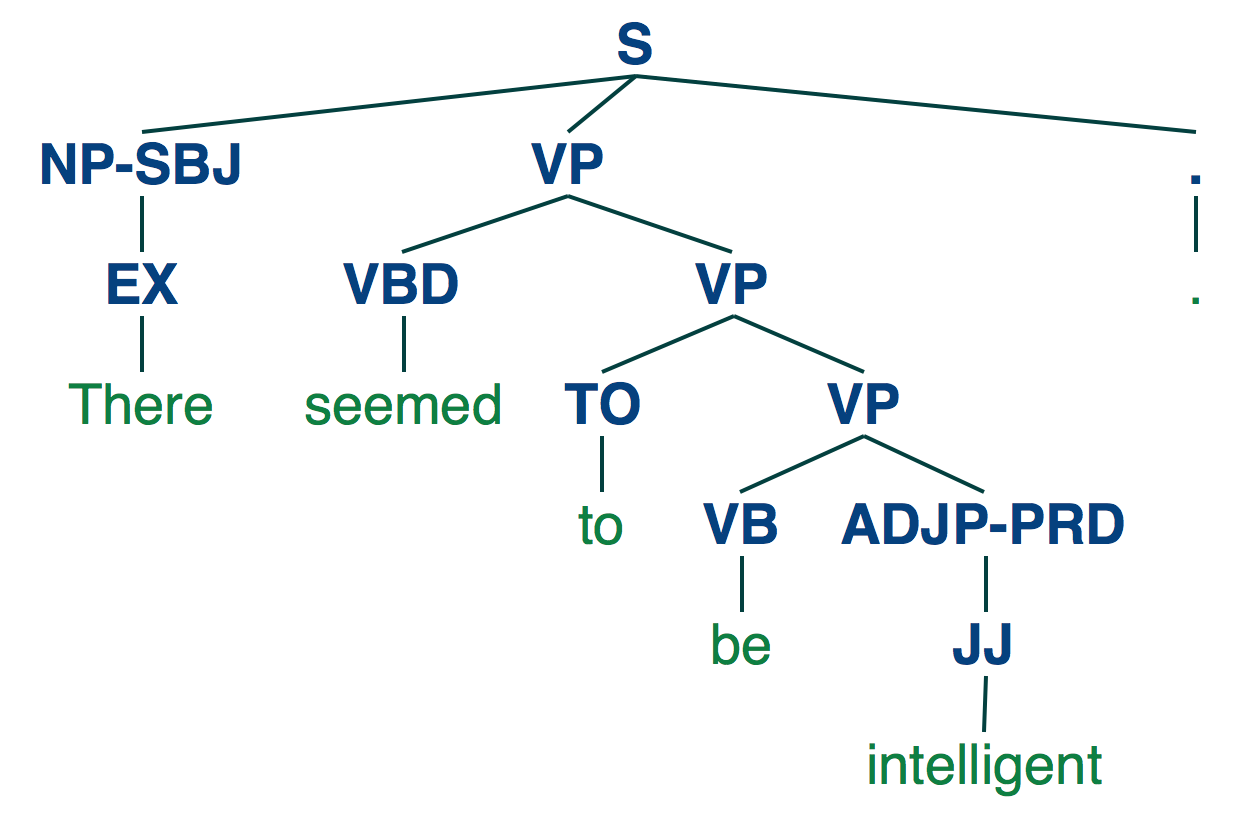 S
NP-SBJ VP .
EX VBD VP .
There seemed TO VP
to VB ADJP-PRD
be JJ
intelligent